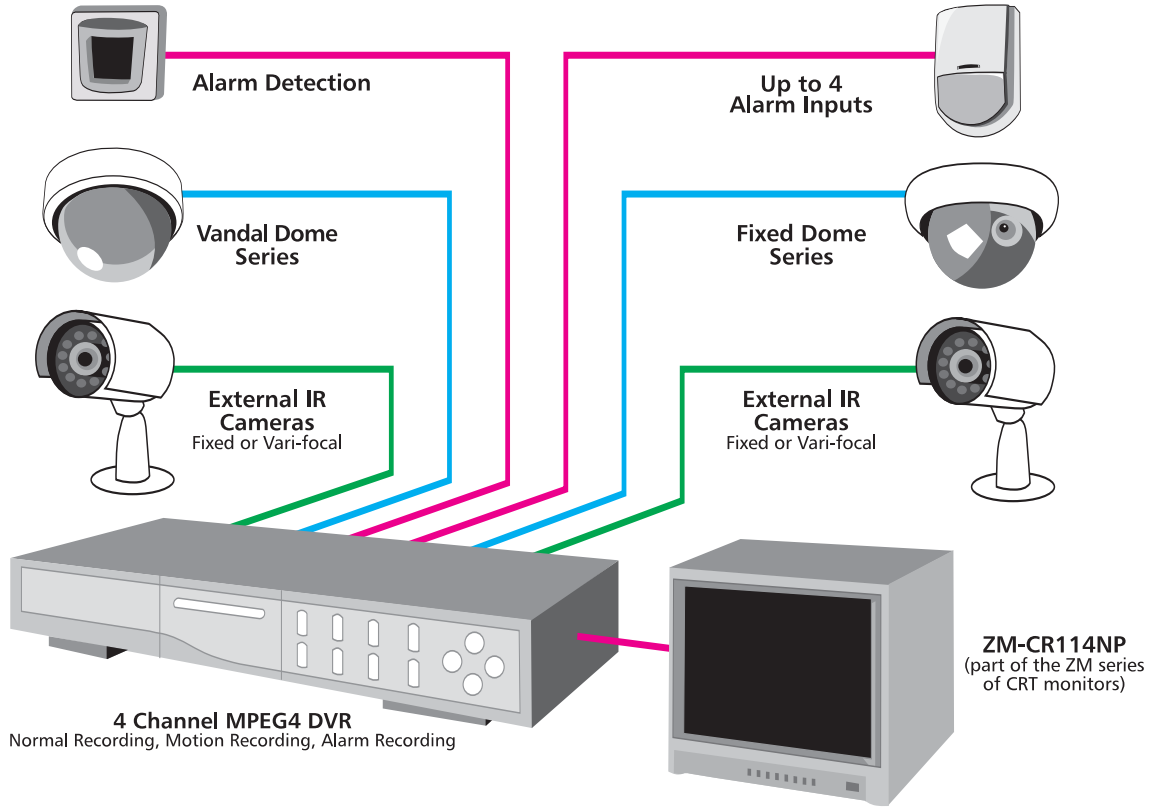 Alarm Detection
Up to 4
Alarm Inputs
Vandal Dome
Series
Fixed Dome
Series
External IR
Cameras
Fixed or Vari-focal
External IR
Cameras
Fixed or Vari-focal
ZM-CR114NP
(part of the ZM series
of CRT monitors)
4 Channel MPEG4 DVR
Normal Recording, Motion Recording, Alarm Recording